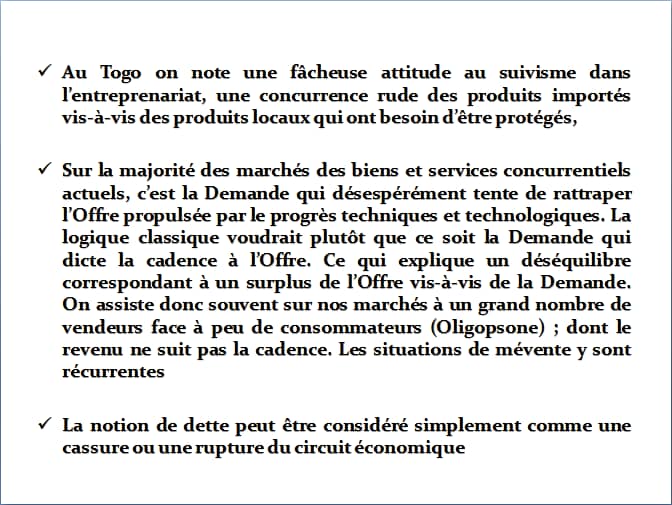 ✓ Au Togo on note une fâcheuse attitude au suivisme dans
l'entreprenariat, une concurrence rude des produits importés
vis-à-vis des produits locaux qui ont besoin d'être protégés,
✓ Sur la majorité des marchés des biens et services concurrentiels
actuels, c'est la Demande qui désespérément tente de rattraper
l'Offre propulsée par le progrès techniques et technologiques. La
logique classique voudrait plutôt que ce soit la Demande qui
dicte la cadence à l'Offre. Ce qui explique un déséquilibre
correspondant à un surplus de l'Offre vis-à-vis de la Demande.
On assiste donc souvent sur nos marchés à un grand nombre de
vendeurs face à peu de consommateurs (Oligopsone) ; dont le
revenu ne suit pas la cadence. Les situations de mévente y sont
récurrentes
✓ La notion de dette peut être considéré simplement comme une
cassure ou une rupture du circuit économique